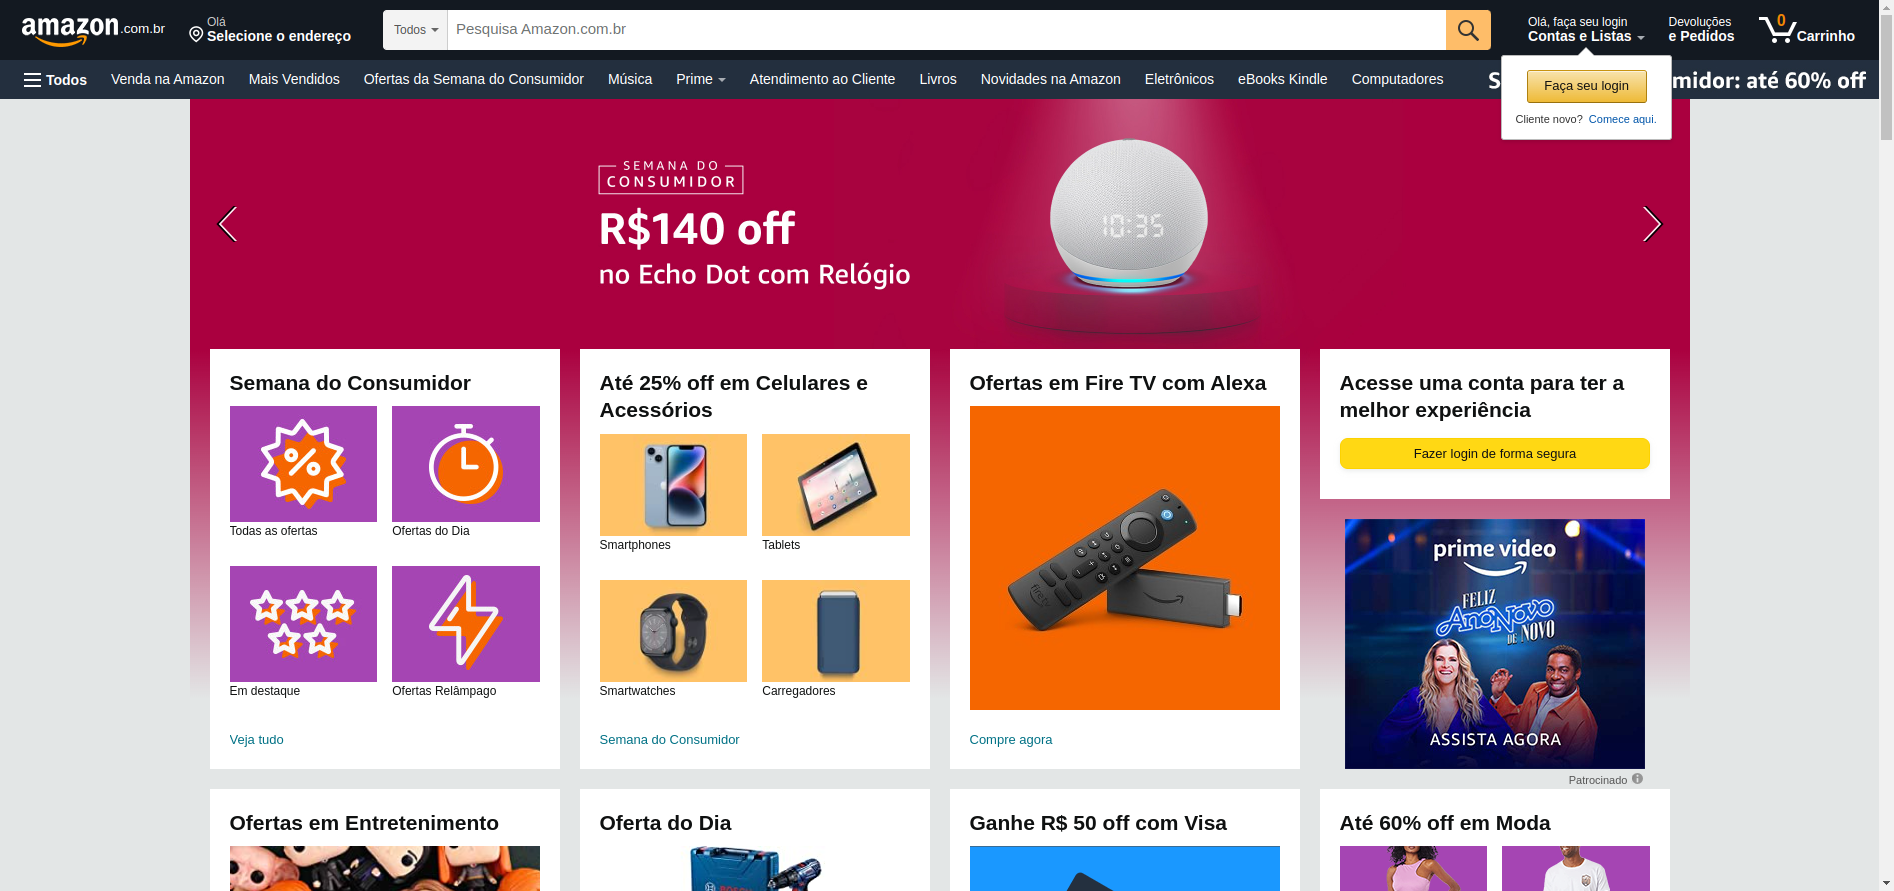 amazon.com.br
Olá
Selecione o endereço
Todos
Pesquisa Amazon.com.br
Olá, faça seu login
Contas e Listas
Devoluções
e Pedidos
0
Carrinho
Todos
Venda na Amazon
Mais Vendidos
Ofertas da Semana do Consumidor
Música
Prime
Atendimento ao Cliente
Livros
Novidades na Amazon
Eletrônicos
eBooks Kindle
Computadores
S
midor: até 60% off
Faça seu login
Cliente novo? Comece aqui.
SEMANA DO
CONSUMIDOR
R$140 off
no Echo Dot com Relógio
10:35
Semana do Consumidor
Todas as ofertas
Ofertas do Dia
Em destaque
Ofertas Relâmpago
Veja tudo
Até 25% off em Celulares e
Acessórios
Smartphones
Tablets
Smartwatches
Carregadores
Semana do Consumidor
Ofertas em Fire TV com Alexa
fire tv
Compre agora
Acesse uma conta para ter a
melhor experiência
Fazer login de forma segura
prime video
FELIZ
Ano Novo
DE NOVO
ASSISTA AGORA
Patrocinado
Ofertas em Entretenimento
Oferta do Dia
BOSCH
Ganhe R$ 50 off com Visa
Até 60% off em Moda